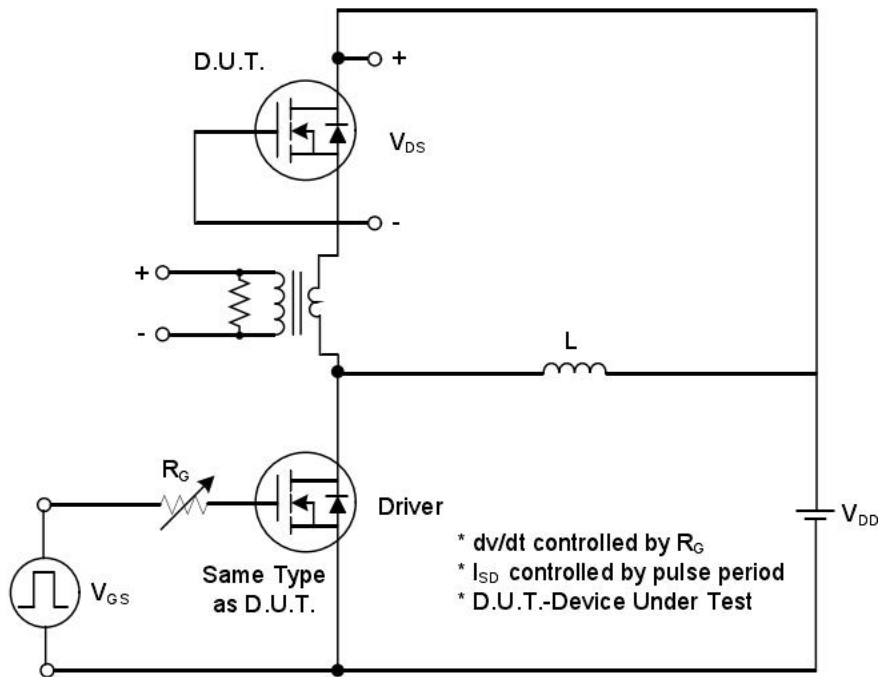 D.U.T.
+
V_DS
-
+
-
L
R_G
Driver
V_DD
V_GS
Same Type
as D.U.T.
* dv/dt controlled by R_G
* I_SD controlled by pulse period
* D.U.T.-Device Under Test